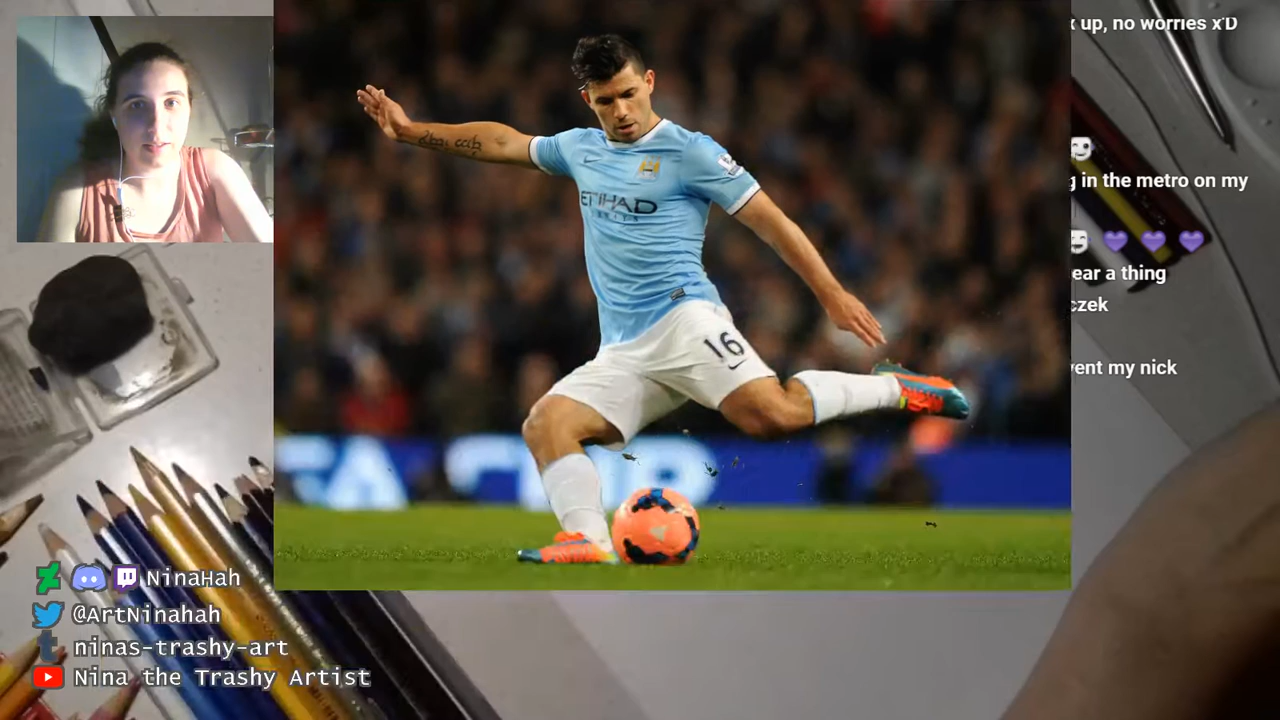 x up, no worries x'D
g in the metro on my
ear a thing
czek
vent my nick
ETIHAD
16
NinaHah
@ArtNinahah
ninas-trashy-art
Nina the Trashy Artist